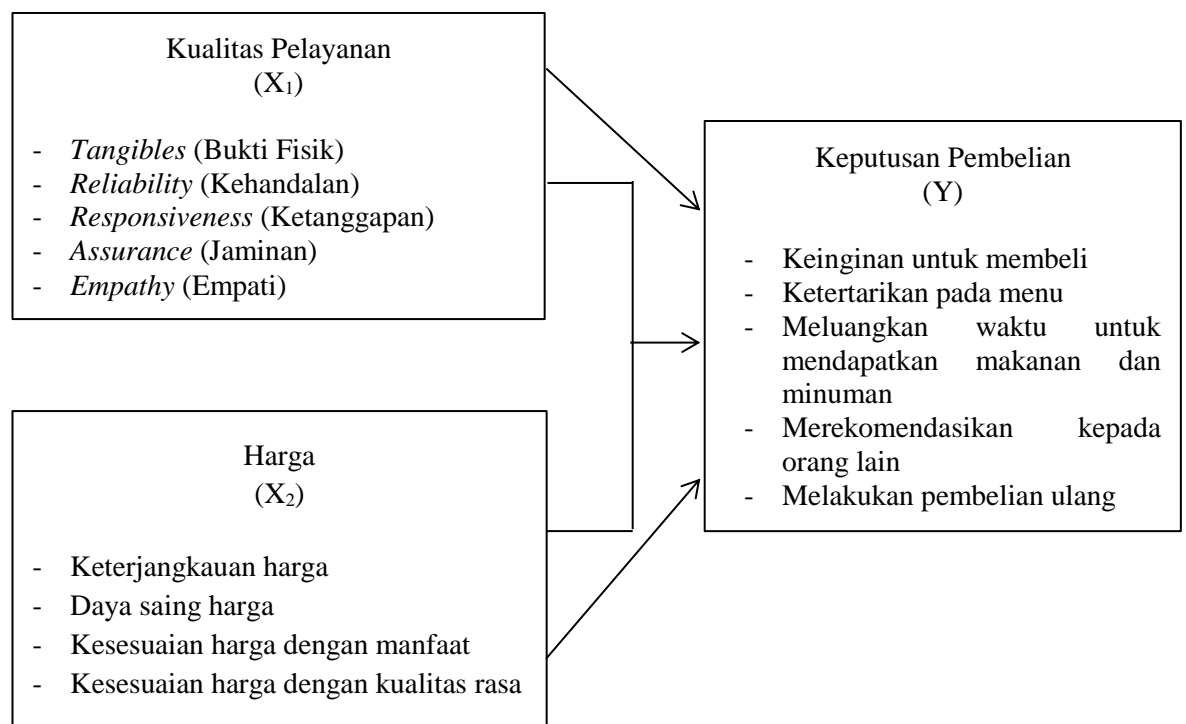 Kualitas Pelayanan
(X₁)
- Tangibles (Bukti Fisik)
- Reliability (Kehandalan)
- Responsiveness (Ketanggapan)
- Assurance (Jaminan)
- Empathy (Empati)
Harga
(X₂)
- Keterjangkauan harga
- Daya saing harga
- Kesesuaian harga dengan manfaat
- Kesesuaian harga dengan kualitas rasa
Keputusan Pembelian
(Y)
- Keinginan untuk membeli
- Ketertarikan pada menu
- Meluangkan waktu untuk
mendapatkan makanan dan
minuman
- Merekomendasikan kepada
orang lain
- Melakukan pembelian ulang